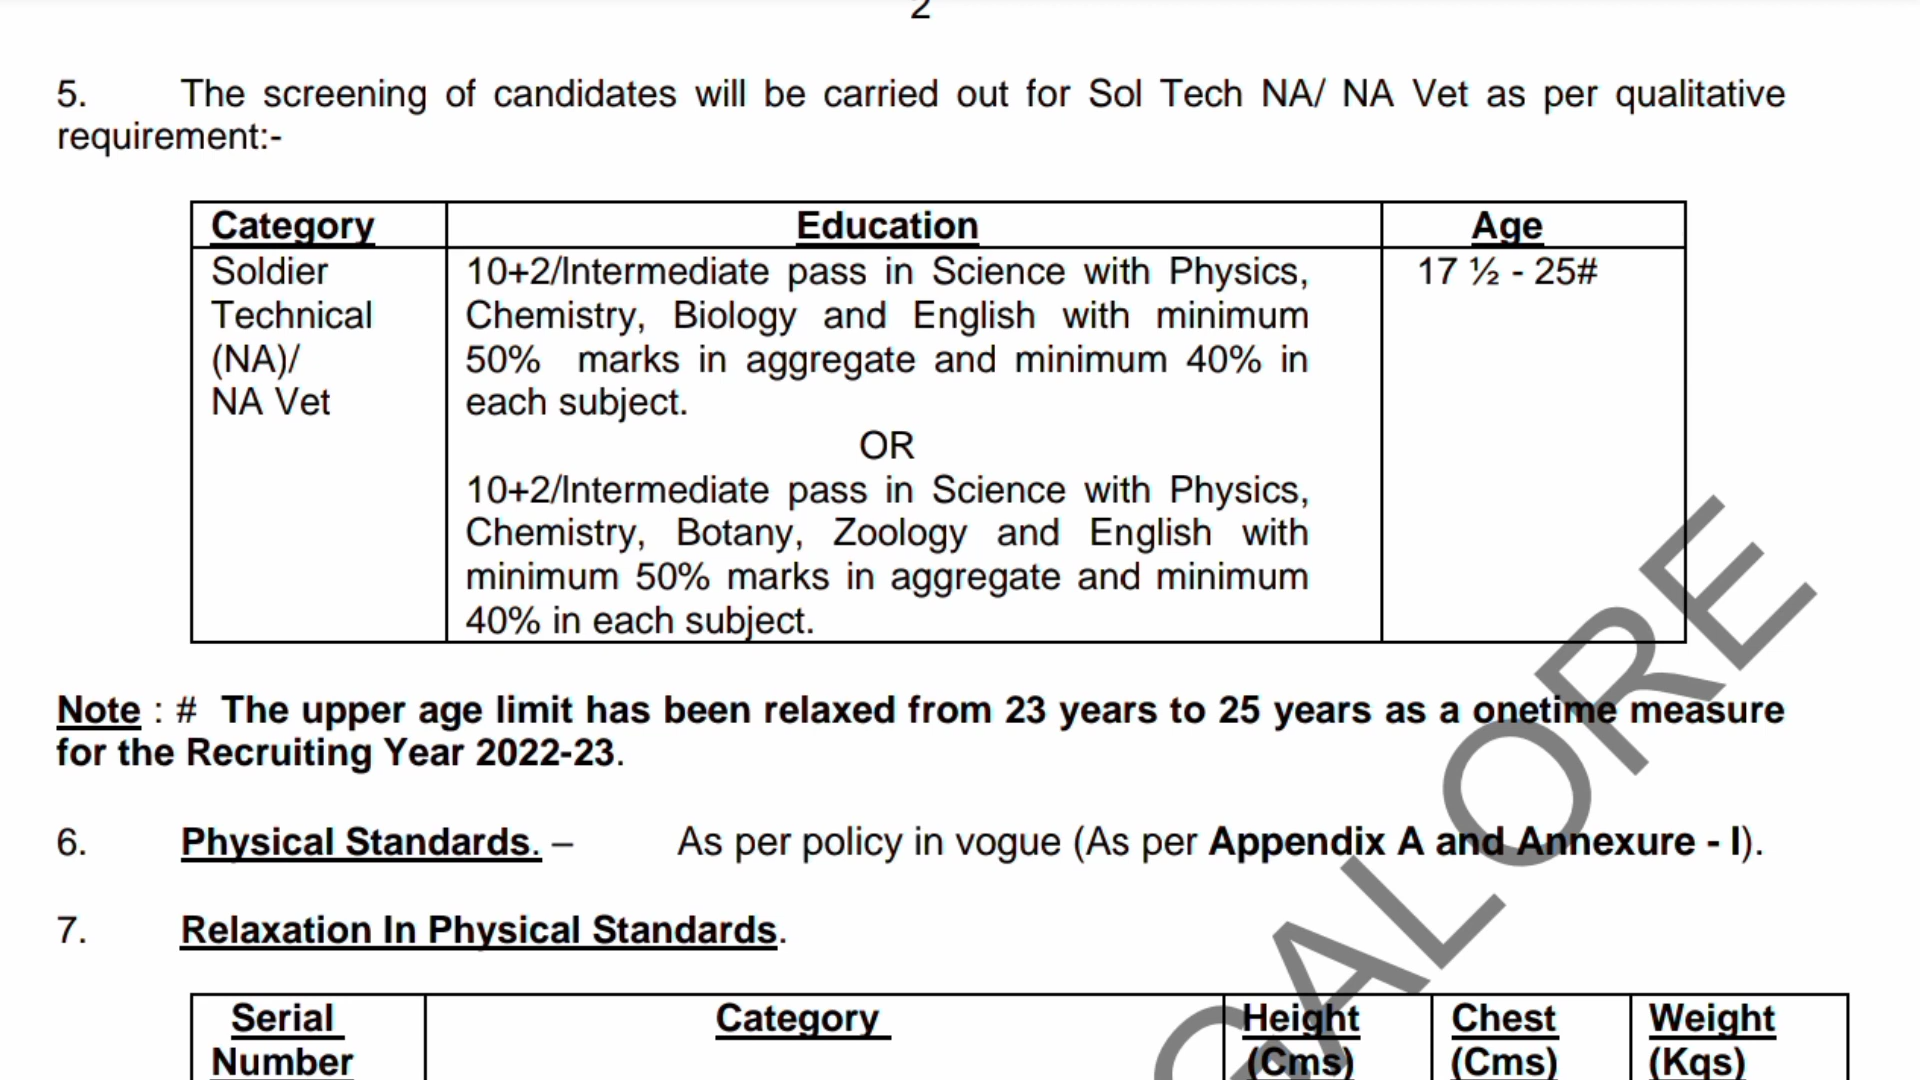 2
5. The screening of candidates will be carried out for Sol Tech NA/ NA Vet as per qualitative
requirement:-
Category Education Age
Soldier
Technical
(NA)/
NA Vet
10+2/Intermediate pass in Science with Physics,
Chemistry, Biology and English with minimum
50% marks in aggregate and minimum 40% in
each subject.
OR
10+2/Intermediate pass in Science with Physics,
Chemistry, Botany, Zoology and English with
minimum 50% marks in aggregate and minimum
40% in each subject.
17 ½ - 25#
Note : # The upper age limit has been relaxed from 23 years to 25 years as a onetime measure
for the Recruiting Year 2022-23.
6. Physical Standards. – As per policy in vogue (As per Appendix A and Annexure - I).
7. Relaxation In Physical Standards.
Serial
Number
Category
Height
(Cms)
Chest
(Cms)
Weight
(Kgs)
GALORE